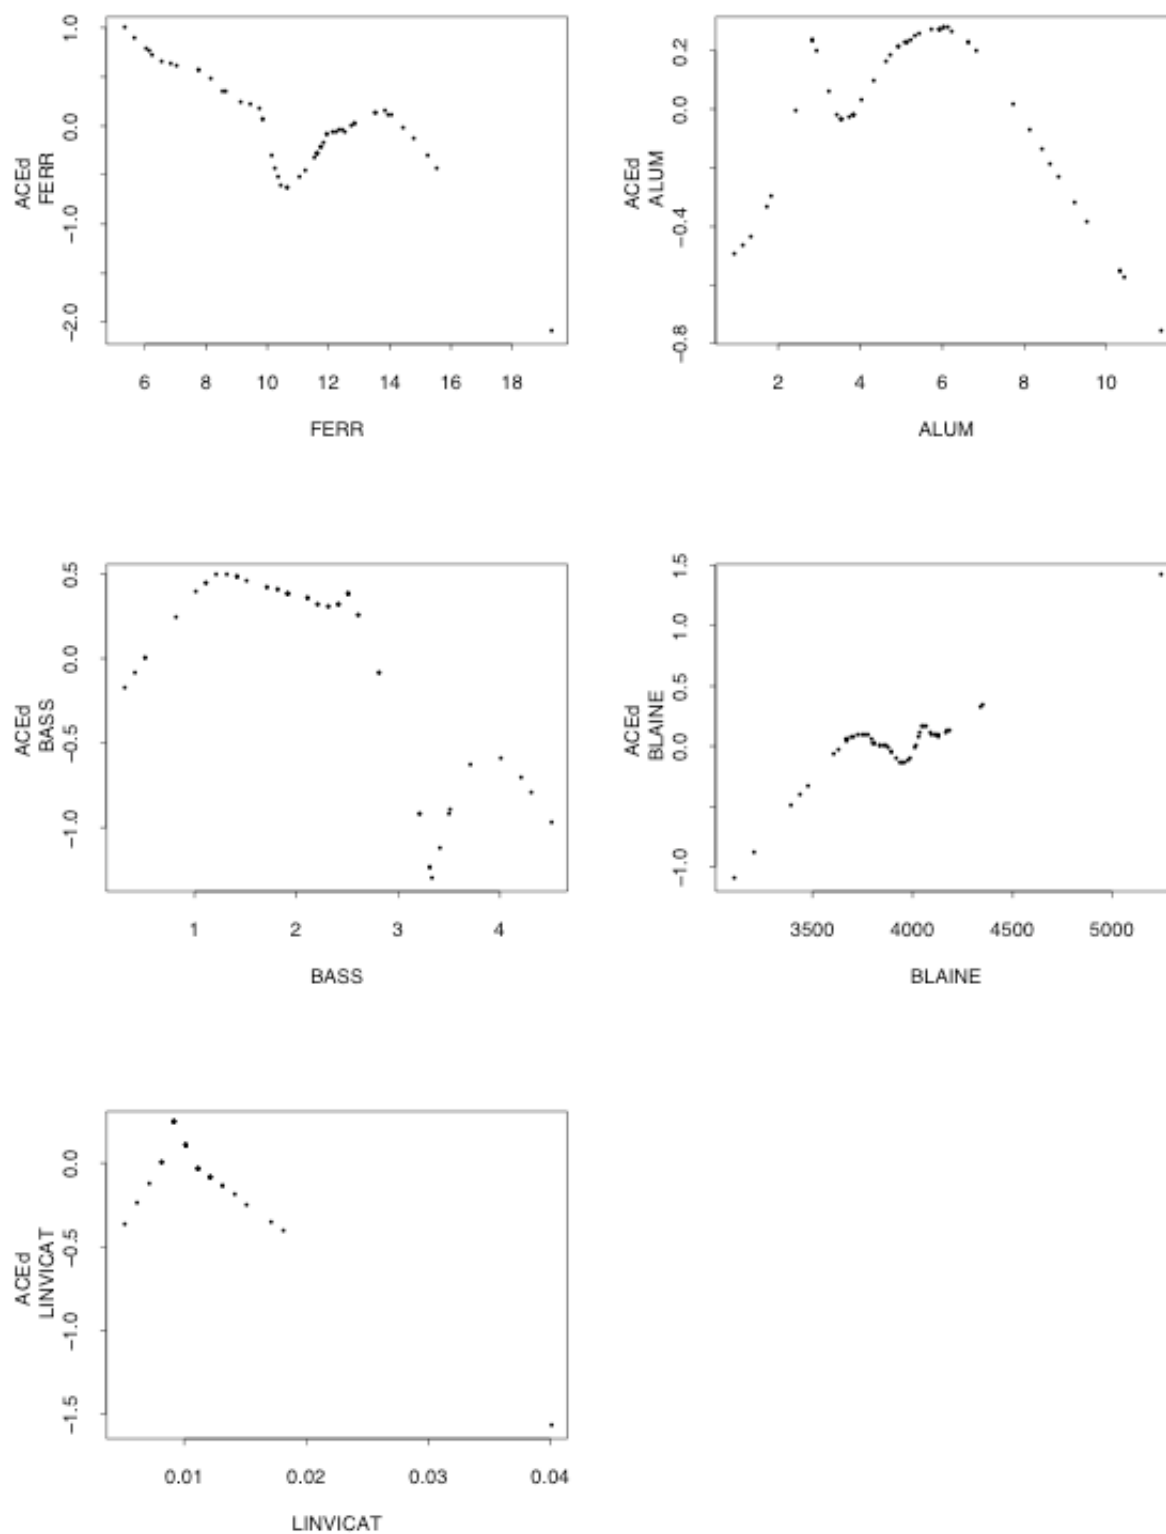 ACEd
FERR
1.0
0.0
−1.0
−2.0
6 8 10 12 14 16 18
FERR
ACEd
ALUM
0.2
0.0
−0.4
−0.8
2 4 6 8 10
ALUM
ACEd
BASS
0.5
0.0
−0.5
−1.0
1 2 3 4
BASS
ACEd
BLAINE
1.5
1.0
0.5
0.0
−1.0
3500 4000 4500 5000
BLAINE
ACEd
LINVICAT
0.0
−0.5
−1.0
−1.5
0.01 0.02 0.03 0.04
LINVICAT